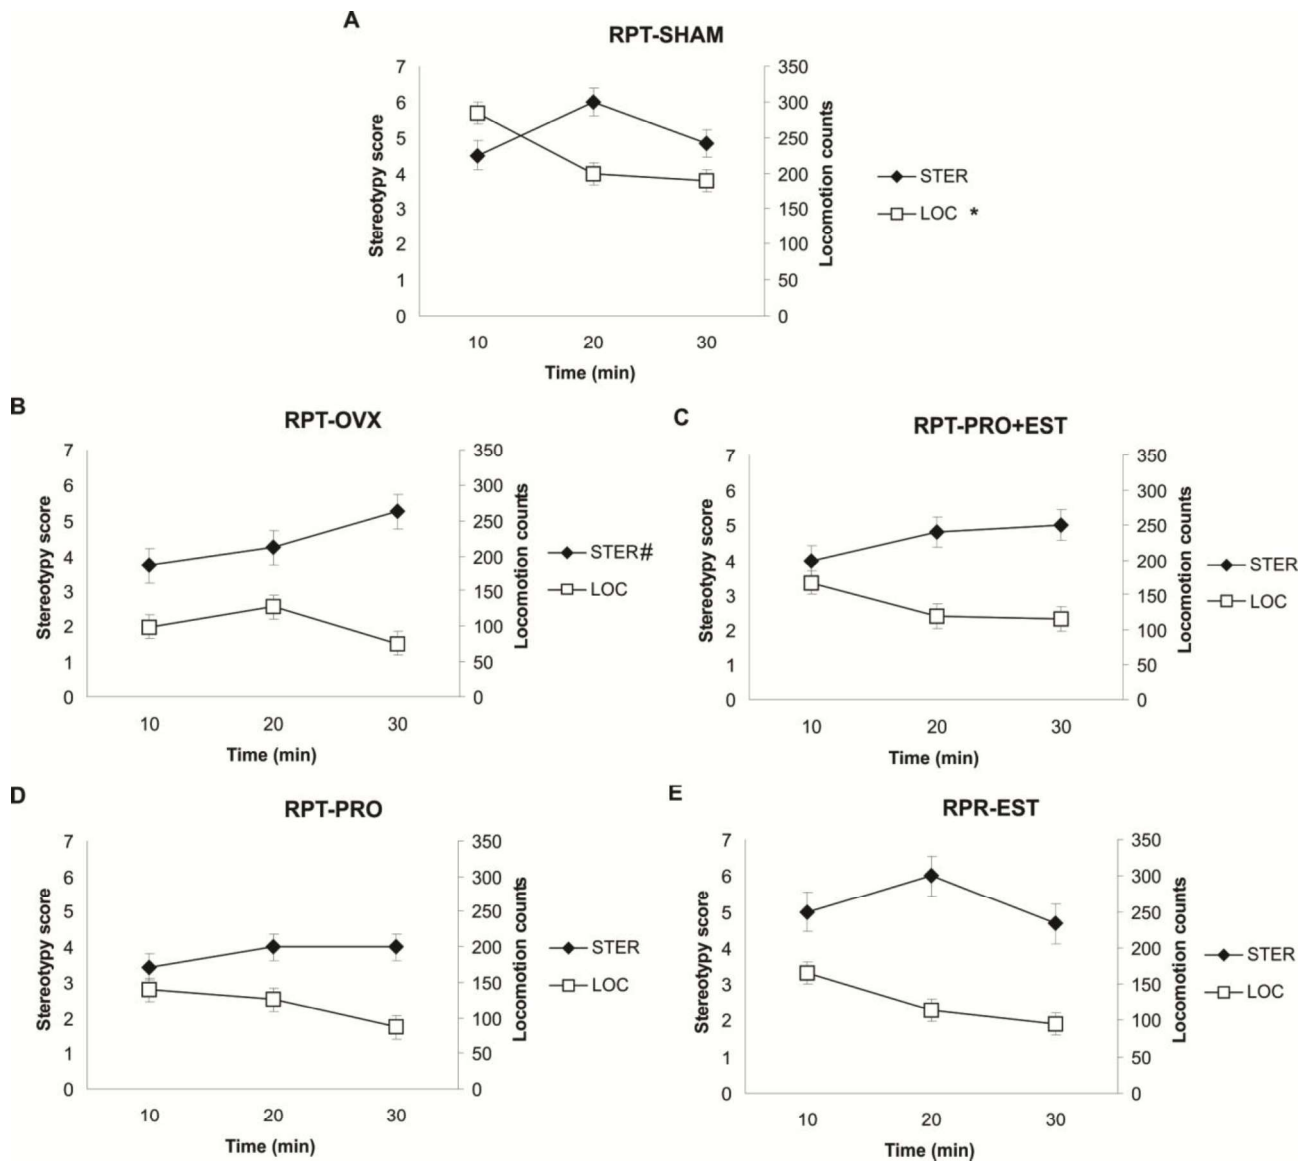 A
RPT-SHAM
7
6
5
4
3
2
1
0
Stereotypy score
350
300
250
200
150
100
50
0
Locomotion counts
10 20 30
Time (min)
STER
LOC *
B
RPT-OVX
7
6
5
4
3
2
1
0
Stereotypy score
350
300
250
200
150
100
50
0
Locomotion counts
10 20 30
Time (min)
STER#
LOC
C
RPT-PRO+EST
7
6
5
4
3
2
1
0
Stereotypy score
350
300
250
200
150
100
50
0
Locomotion counts
10 20 30
Time (min)
STER
LOC
D
RPT-PRO
7
6
5
4
3
2
1
0
Stereotypy score
350
300
250
200
150
100
50
0
Locomotion counts
10 20 30
Time (min)
STER
LOC
E
RPR-EST
7
6
5
4
3
2
1
0
Stereotypy score
350
300
250
200
150
100
50
0
Locomotion counts
10 20 30
Time (min)
STER
LOC